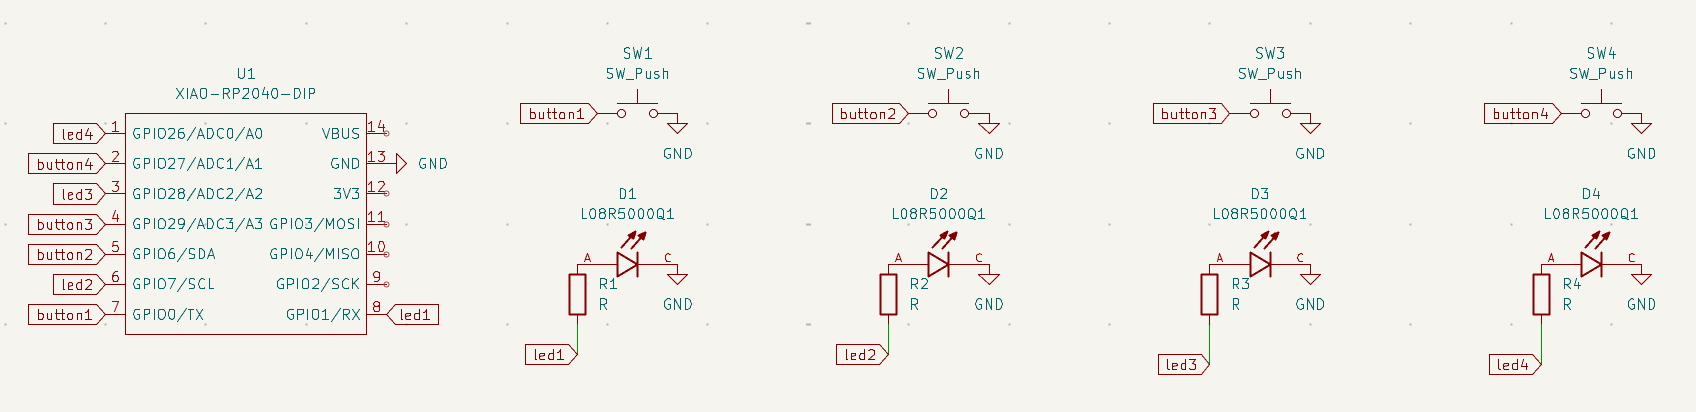 U1
XIAO-RP2040-DIP
led4 1 GPIO26/ADC0/A0 VBUS 14
button4 2 GPIO27/ADC1/A1 GND 13 GND
led3 3 GPIO28/ADC2/A2 3V3 12
button3 4 GPIO29/ADC3/A3 GPIO3/MOSI 11
button2 5 GPIO6/SDA GPIO4/MISO 10
led2 6 GPIO7/SCL GPIO2/SCK 9
button1 7 GPIO0/TX GPIO1/RX 8 led1
SW1
SW_Push
button1
GND
SW2
SW_Push
button2
GND
SW3
SW_Push
button3
GND
SW4
SW_Push
button4
GND
D1
L08R5000Q1
A C
R1
R GND
led1
D2
L08R5000Q1
A C
R2
R GND
led2
D3
L08R5000Q1
A C
R3
R GND
led3
D4
L08R5000Q1
A C
R4
R GND
led4